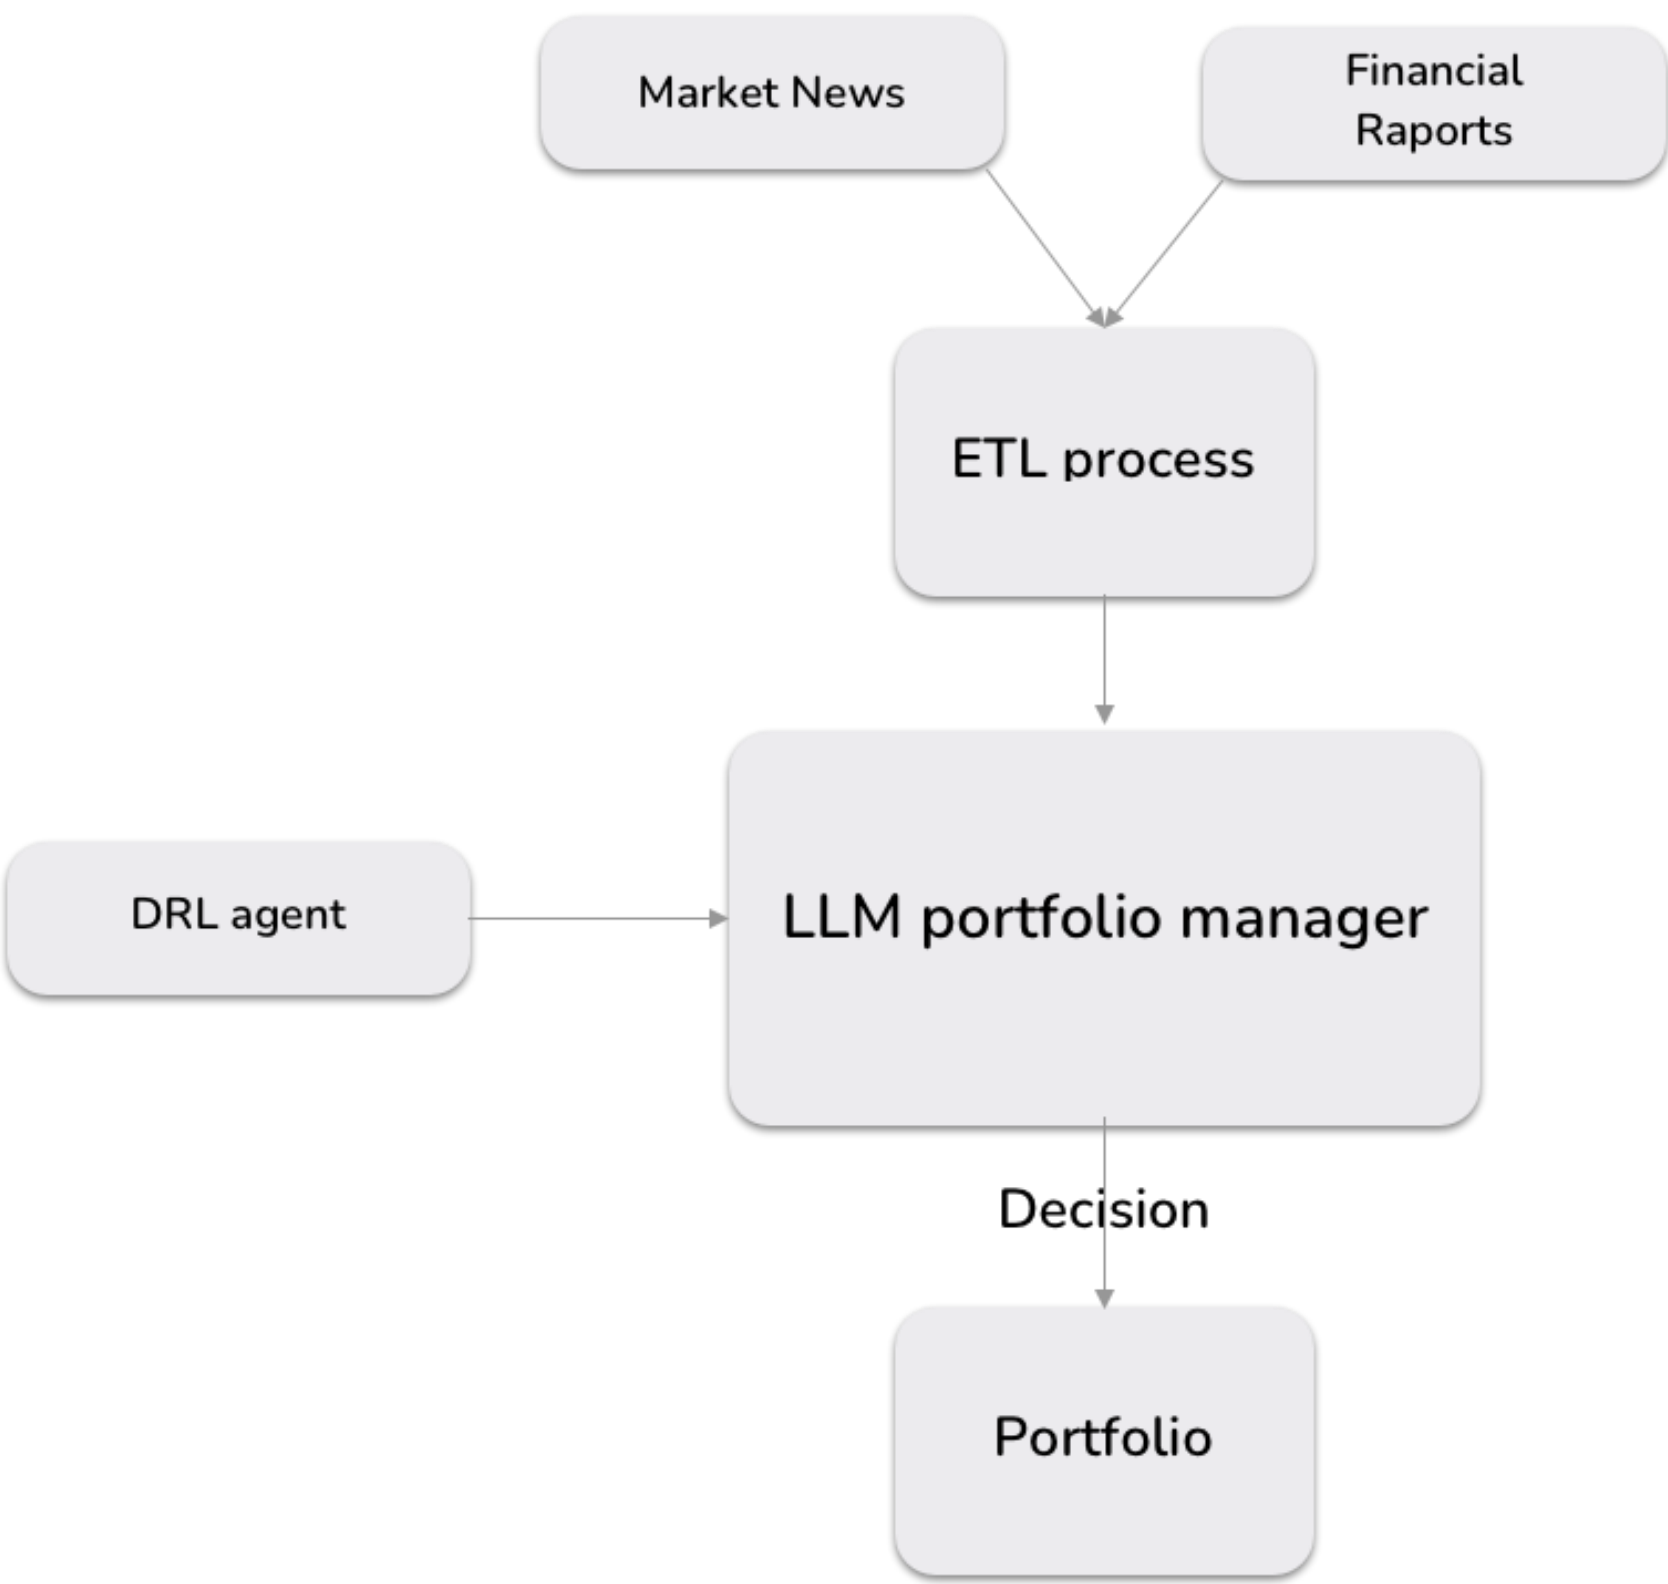 Market News
Financial
Raports
ETL process
DRL agent
LLM portfolio manager
Decision
Portfolio